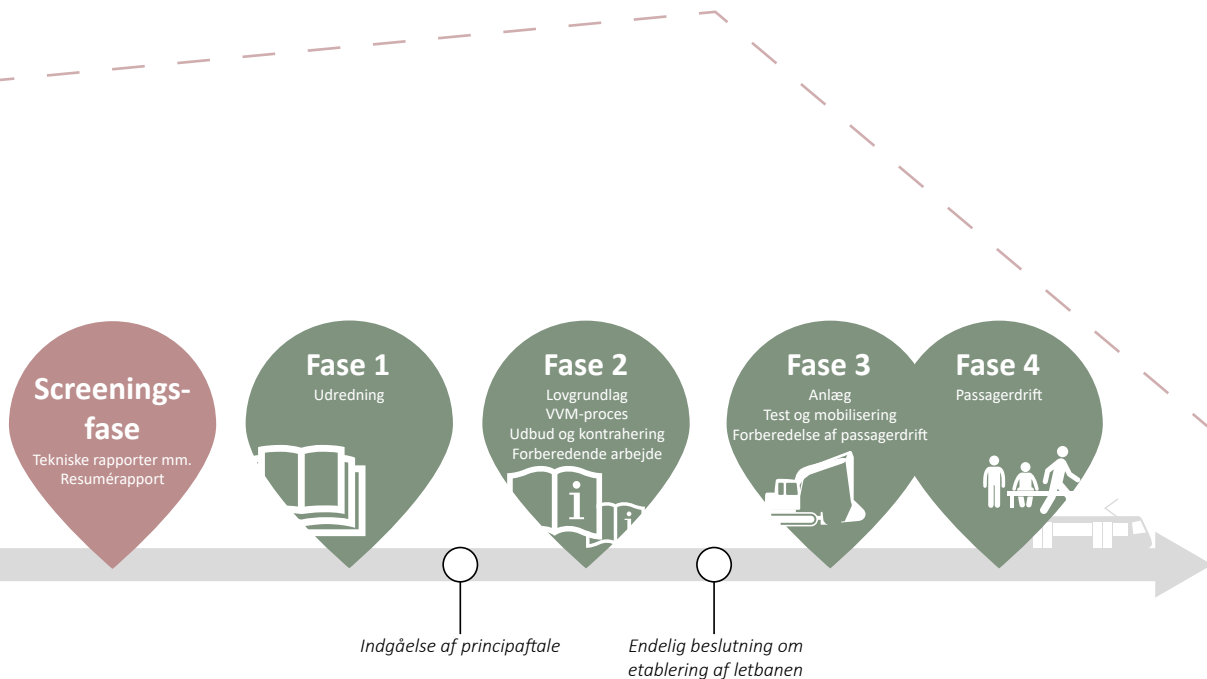 Screenings-
fase
Tekniske rapporter mm.
Resumérapport
Fase 1
Udredning
Fase 2
Lovgrundlag
VVM-proces
Udbud og kontrahering
Forberedende arbejde
i
i
Fase 3
Anlæg
Test og mobilisering
Forberedelse af passagerdrift
Fase 4
Passagerdrift
Indgåelse af principaftale
Endelig beslutning om
etablering af letbanen